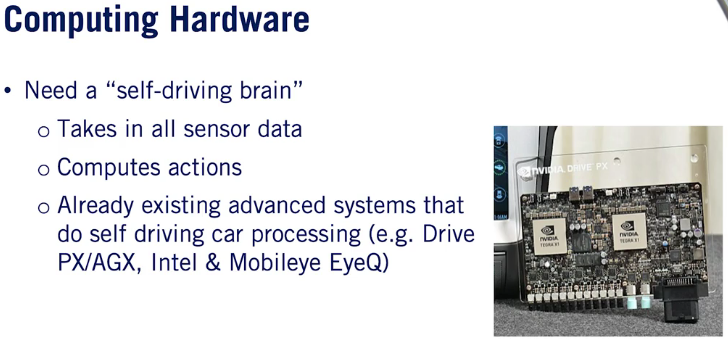 Computing Hardware
• Need a “self-driving brain”
o Takes in all sensor data
o Computes actions
o Already existing advanced systems that
do self driving car processing (e.g. Drive
PX/AGX, Intel & Mobileye EyeQ)
NVIDIA. DRIVE PX
NVIDIA
TEGRA X1
NVIDIA
TEGRA X1